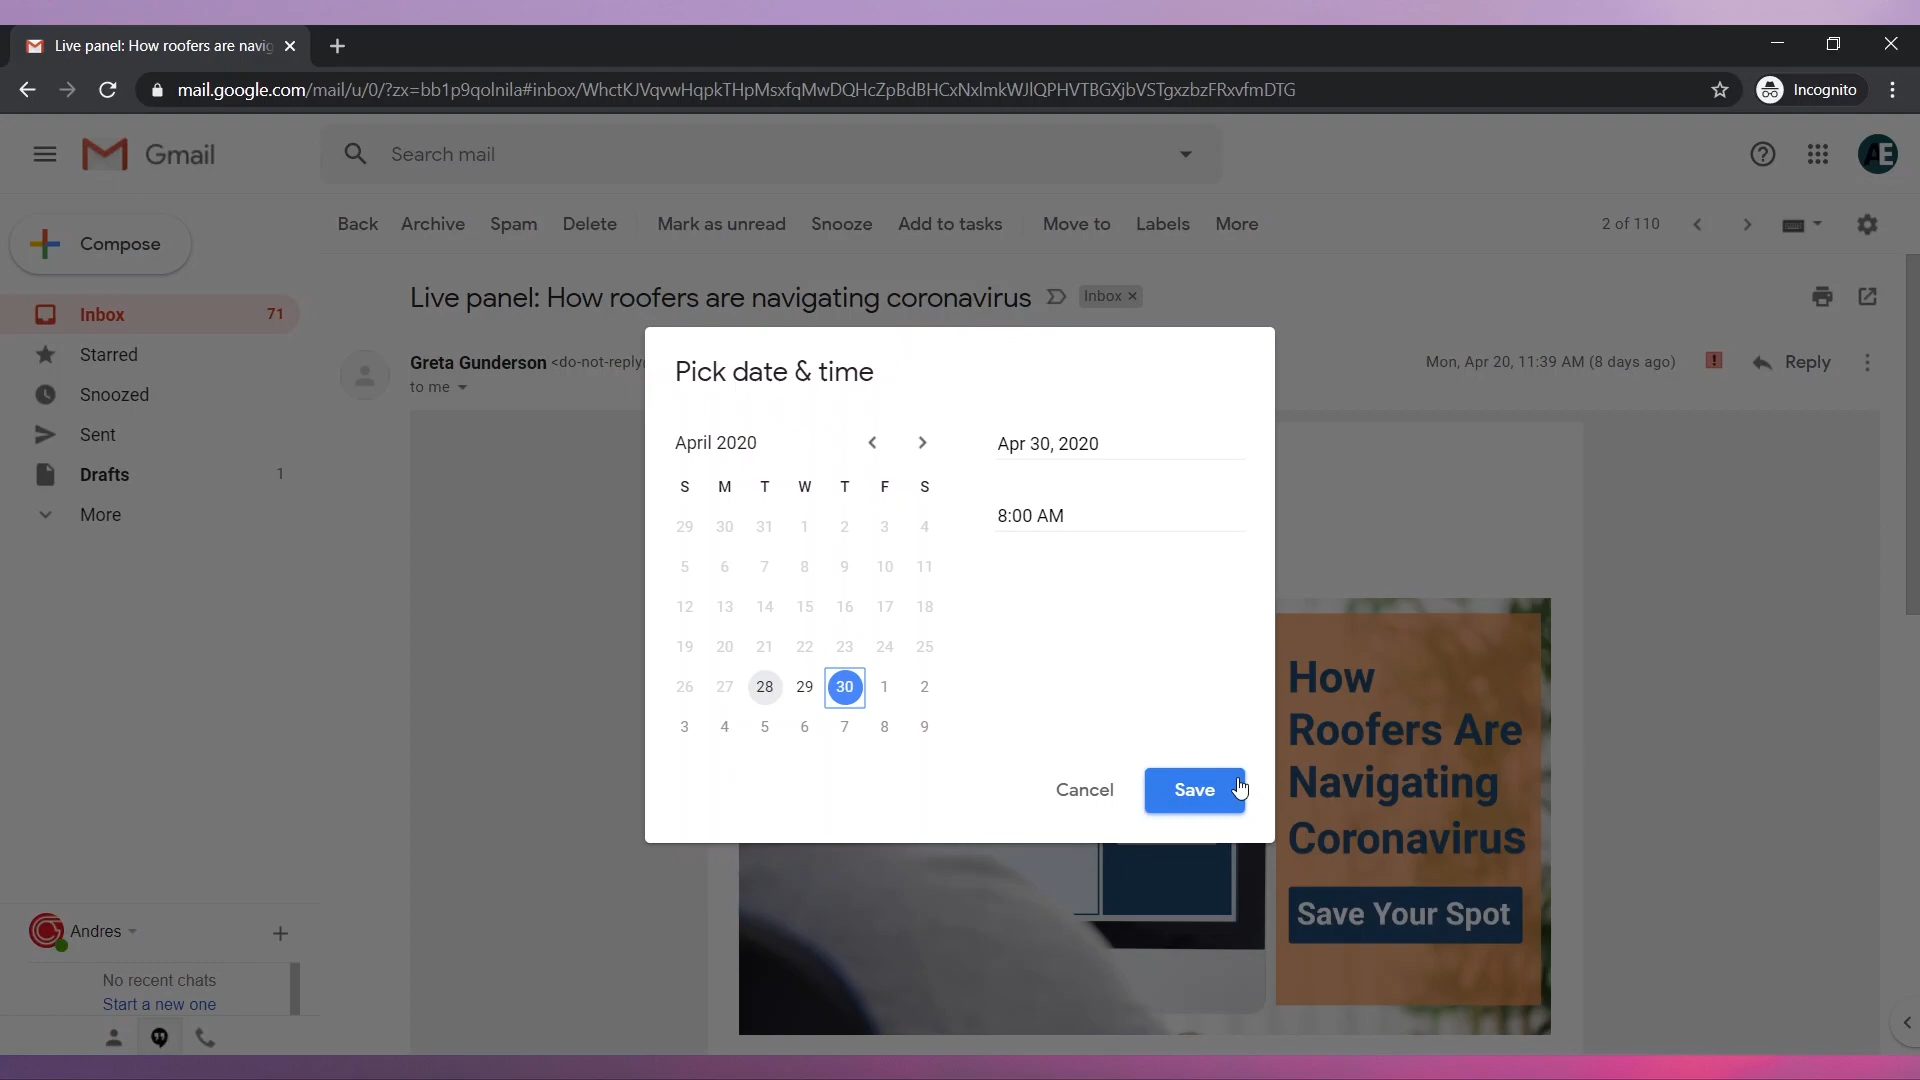 Live panel: How roofers are navig
mail.google.com/mail/u/0/?zx=bb1p9qolnila#inbox/WhctKJVqvwHqpkTHpMsxfqMwDQHcZpBdBHCxNxlmkWJlQPHVTBGXjbVSTgxzbzFRxvfmDTG
Incognito
Gmail
Search mail
AE
Compose
Back Archive Spam Delete Mark as unread Snooze Add to tasks Move to Labels More
2 of 110
Live panel: How roofers are navigating coronavirus
Inbox ×
Inbox 71
Starred
Snoozed
Sent
Drafts 1
More
Greta Gunderson <do-not-reply
to me
Mon, Apr 20, 11:39 AM (8 days ago)
Reply
Pick date & time
April 2020
S M T W T F S
29 30 31 1 2 3 4
5 6 7 8 9 10 11
12 13 14 15 16 17 18
19 20 21 22 23 24 25
26 27 28 29 30 1 2
3 4 5 6 7 8 9
Apr 30, 2020
8:00 AM
Cancel
Save
How
Roofers Are
Navigating
Coronavirus
Save Your Spot
Andres
No recent chats
Start a new one